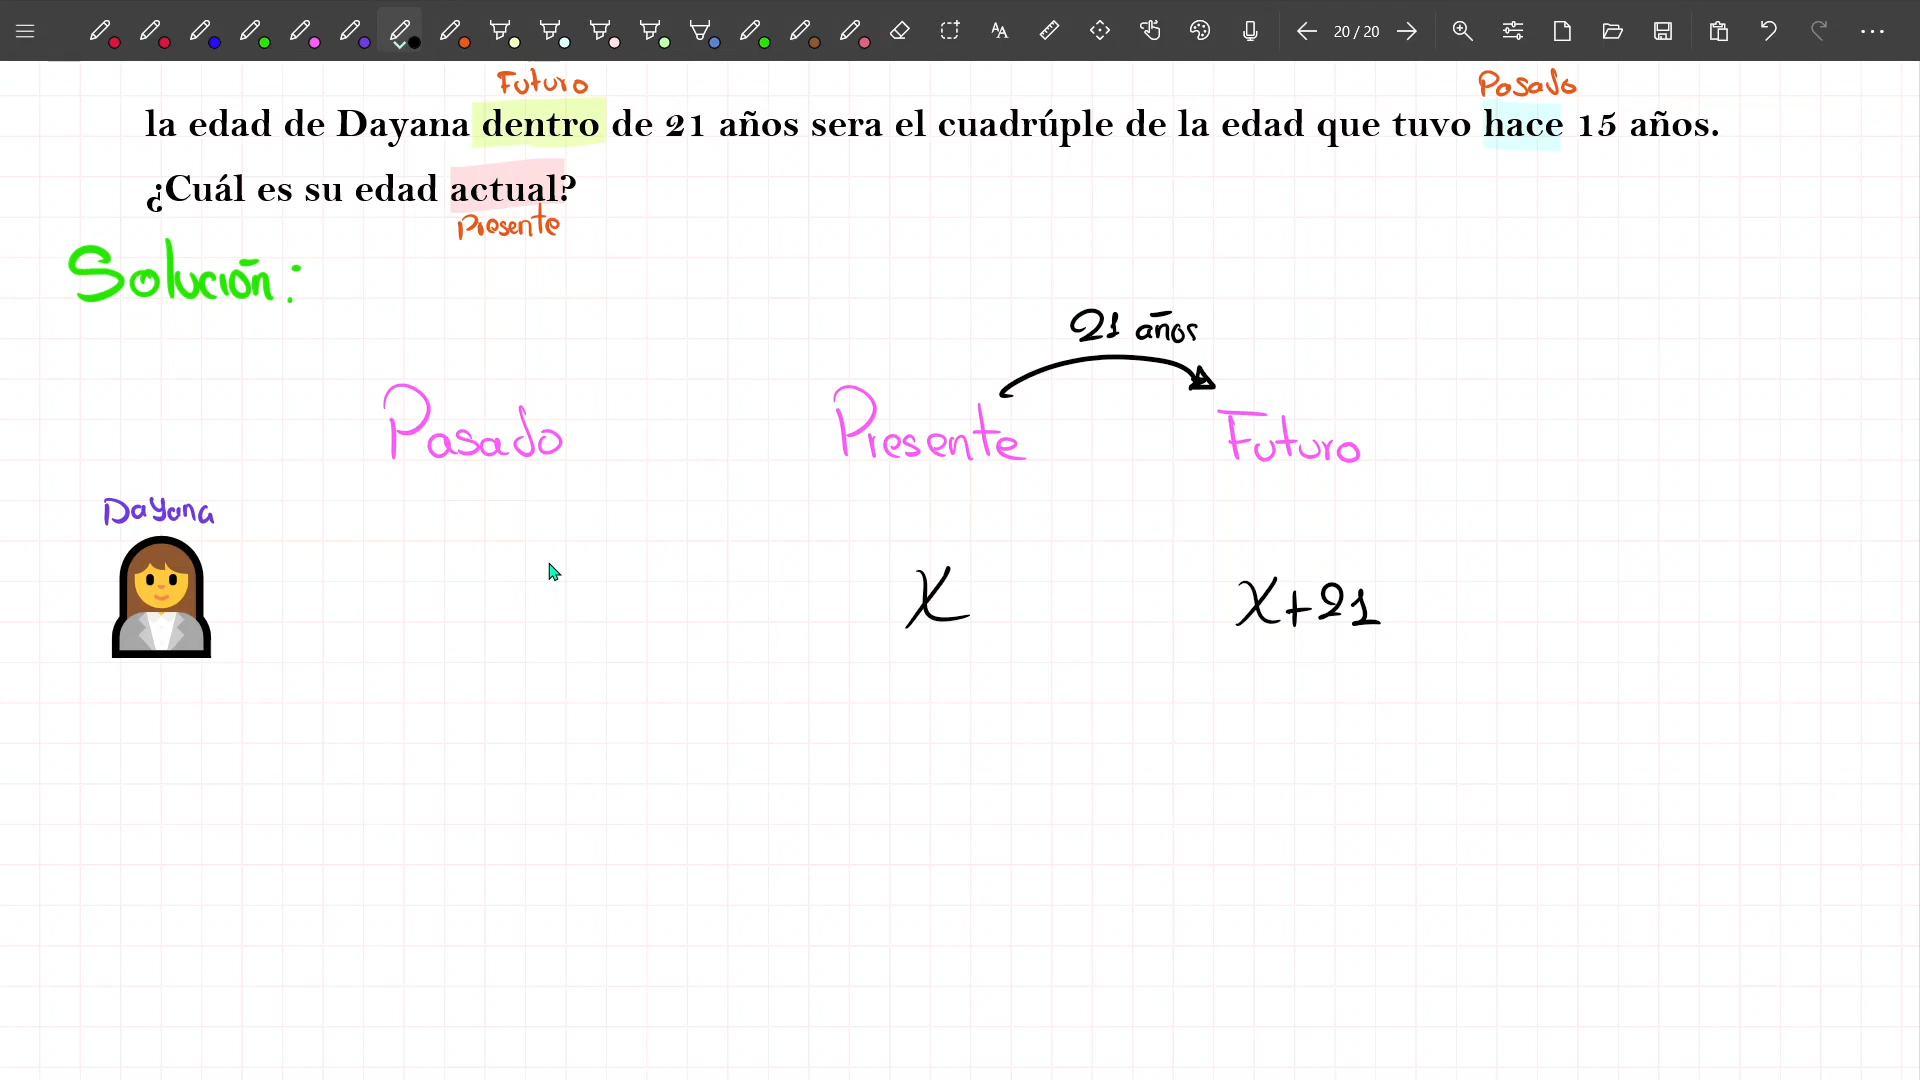 20 / 20
Futuro
Pasado
la edad de Dayana dentro de 21 años sera el cuadrúple de la edad que tuvo hace 15 años.
¿Cuál es su edad actual?
Presente
Solución:
21 años
Pasado Presente Futuro
Dayana
x x+21